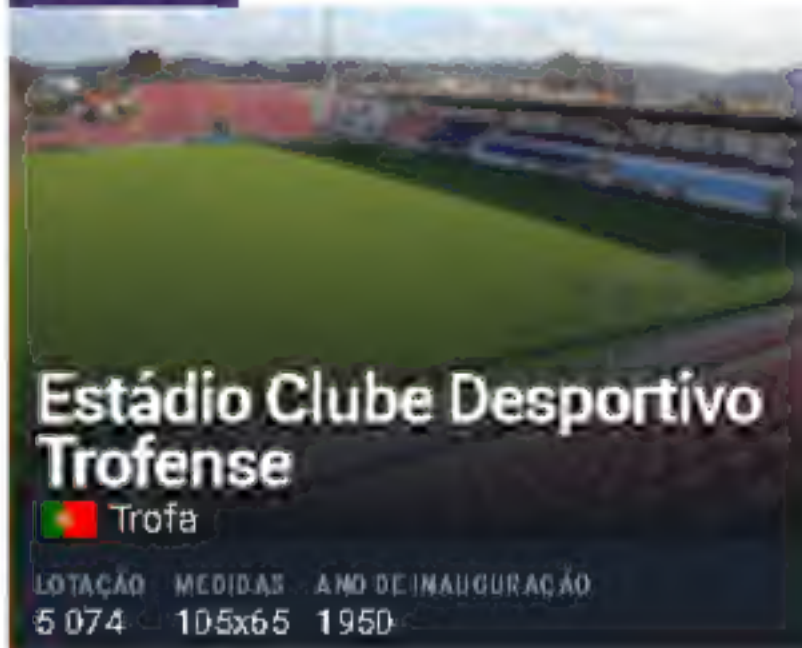 Estádio Clube Desportivo
Trofense
Trofa
LOTAÇÃO MEDIDAS ANO DE INAUGURAÇÃO
5 074 105x65 1950